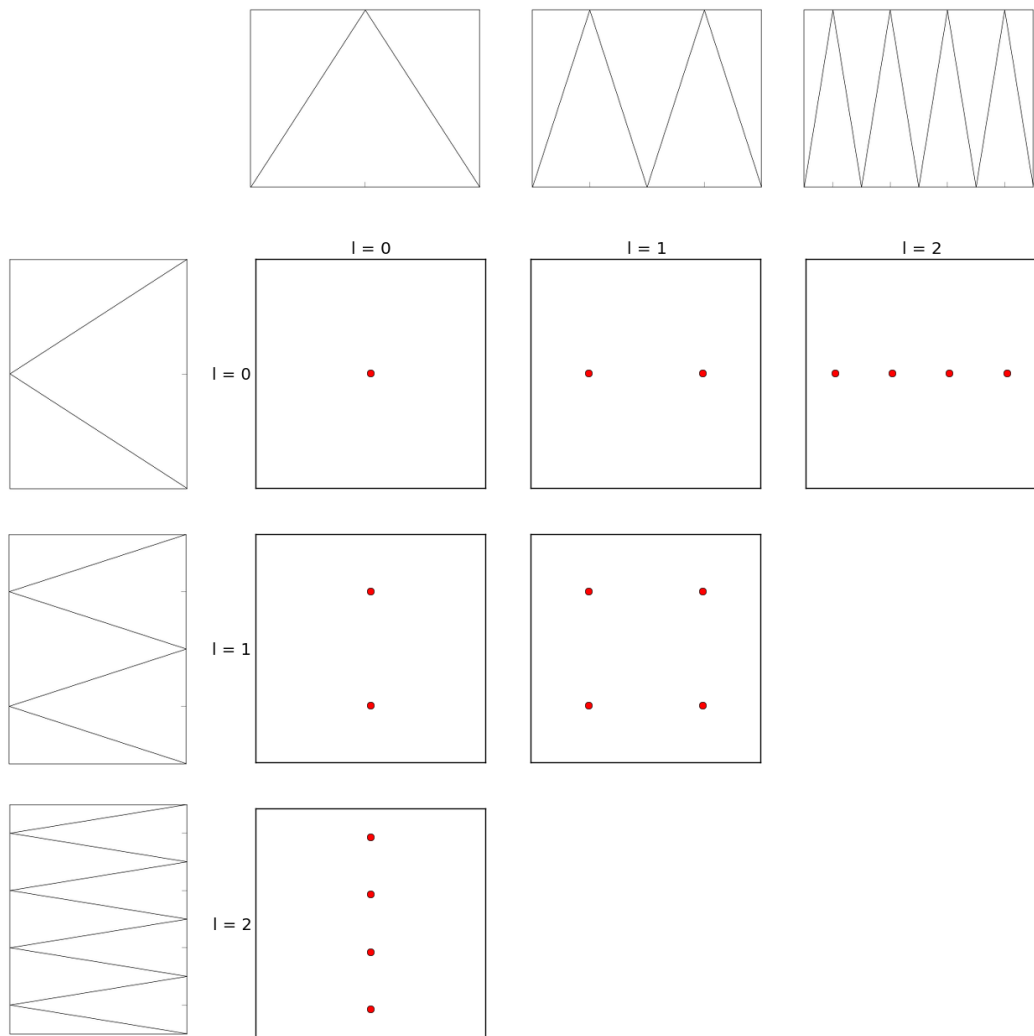 l = 0
l = 1
l = 2
l = 0
l = 1
l = 2